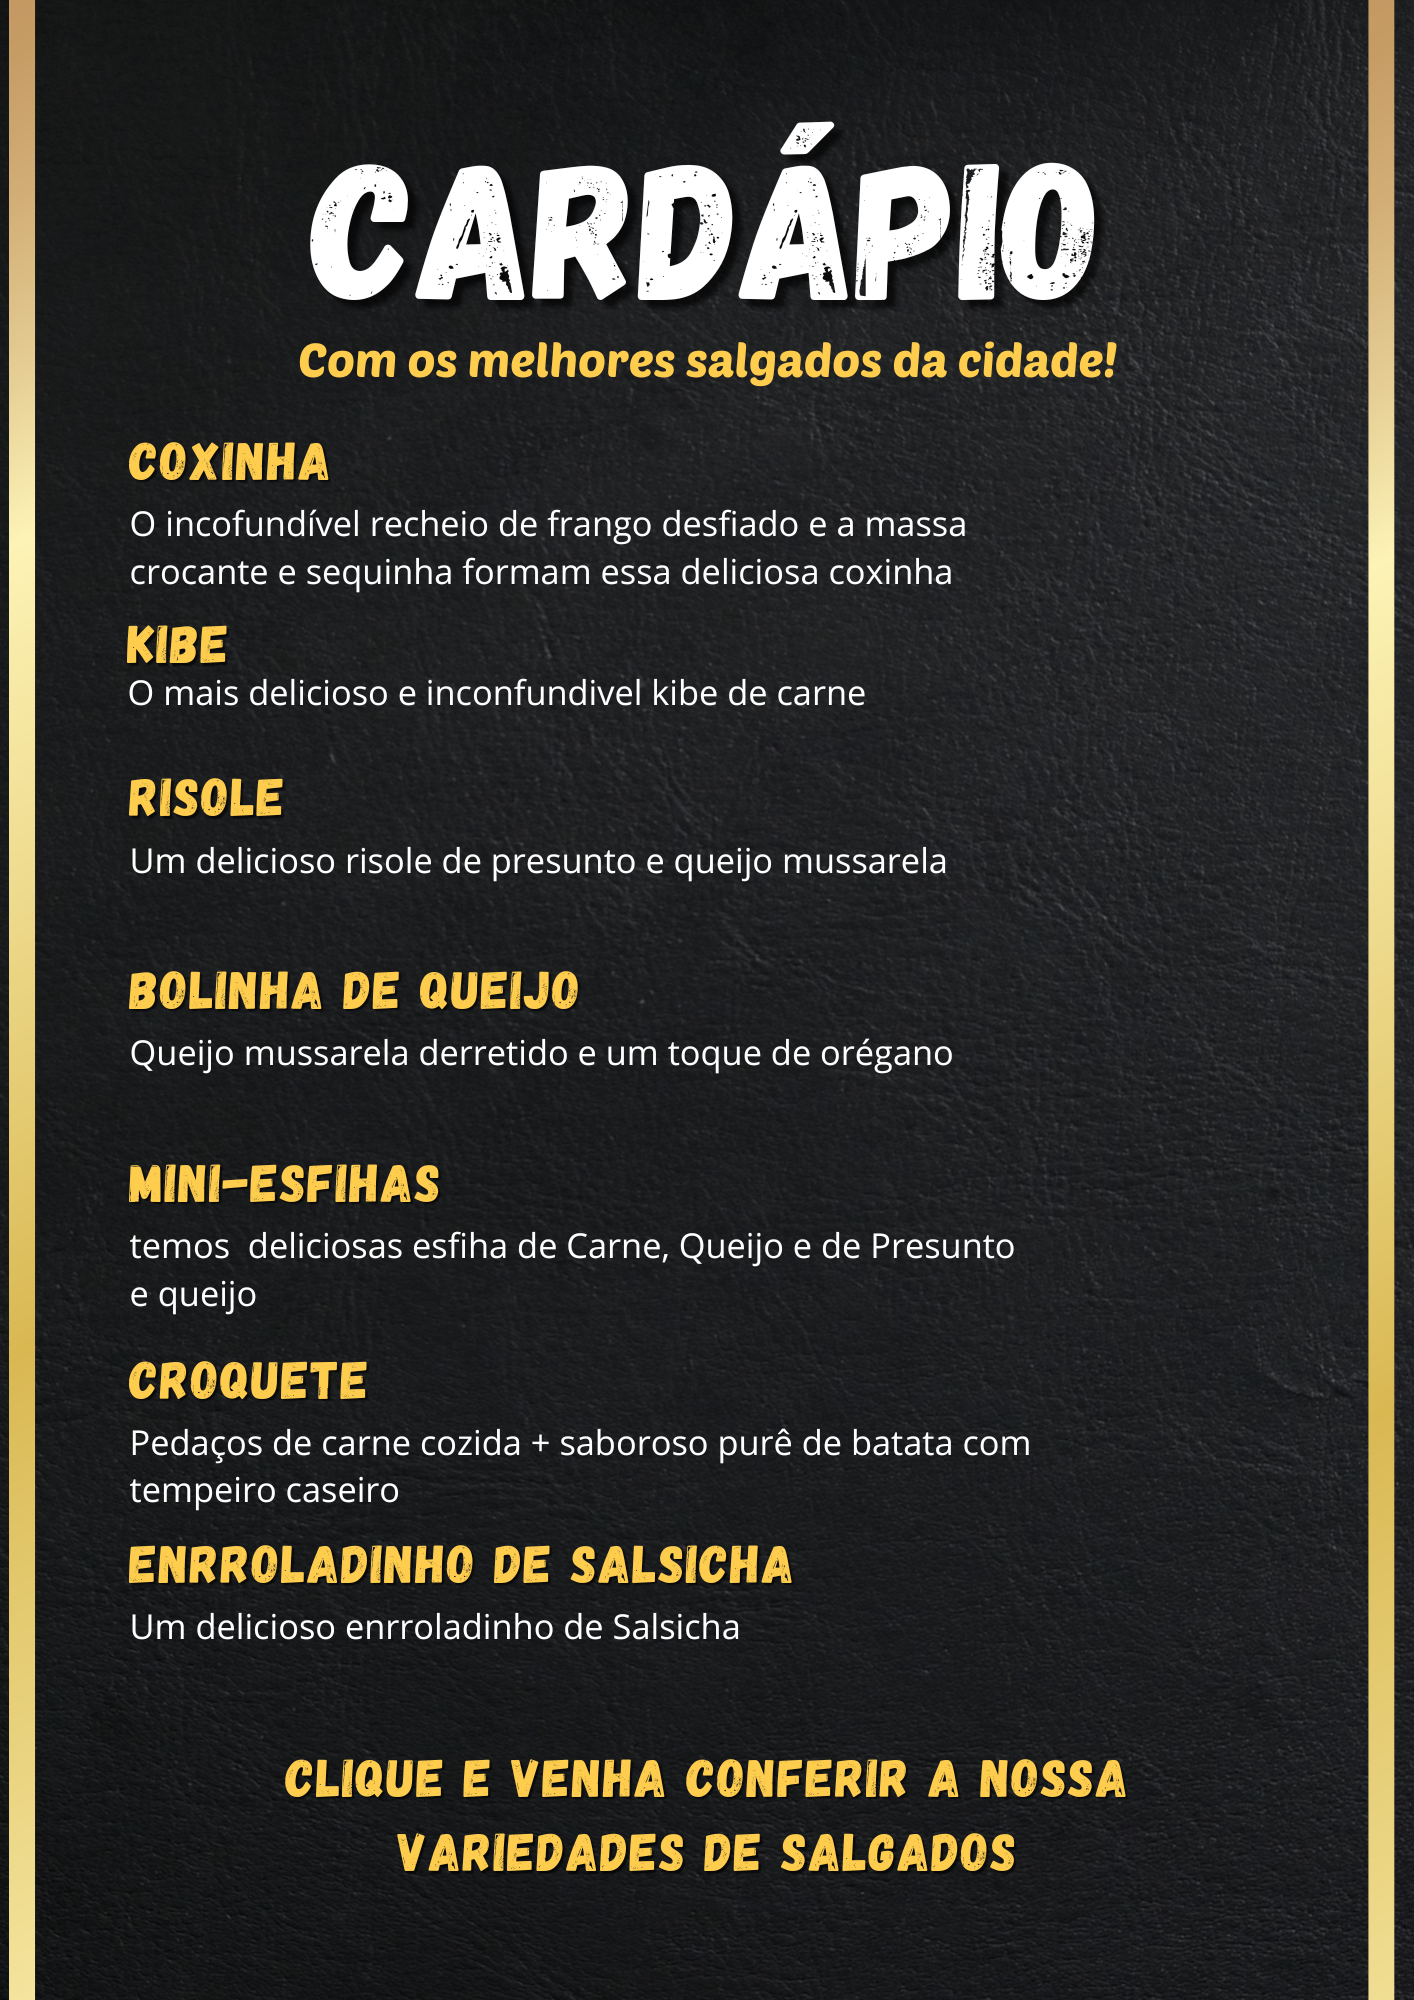 CARDÁPIO
Com os melhores salgados da cidade!
COXINHA
O incofundível recheio de frango desfiado e a massa
crocante e sequinha formam essa deliciosa coxinha
KIBE
O mais delicioso e inconfundivel kibe de carne
RISOLE
Um delicioso risole de presunto e queijo mussarela
BOLINHA DE QUEIJO
Queijo mussarela derretido e um toque de orégano
MINI-ESFIHAS
temos  deliciosas esfiha de Carne, Queijo e de Presunto
e queijo
CROQUETE
Pedaços de carne cozida + saboroso purê de batata com
tempeiro caseiro
ENRROLADINHO DE SALSICHA
Um delicioso enrroladinho de Salsicha
CLIQUE E VENHA CONFERIR A NOSSA
VARIEDADES DE SALGADOS